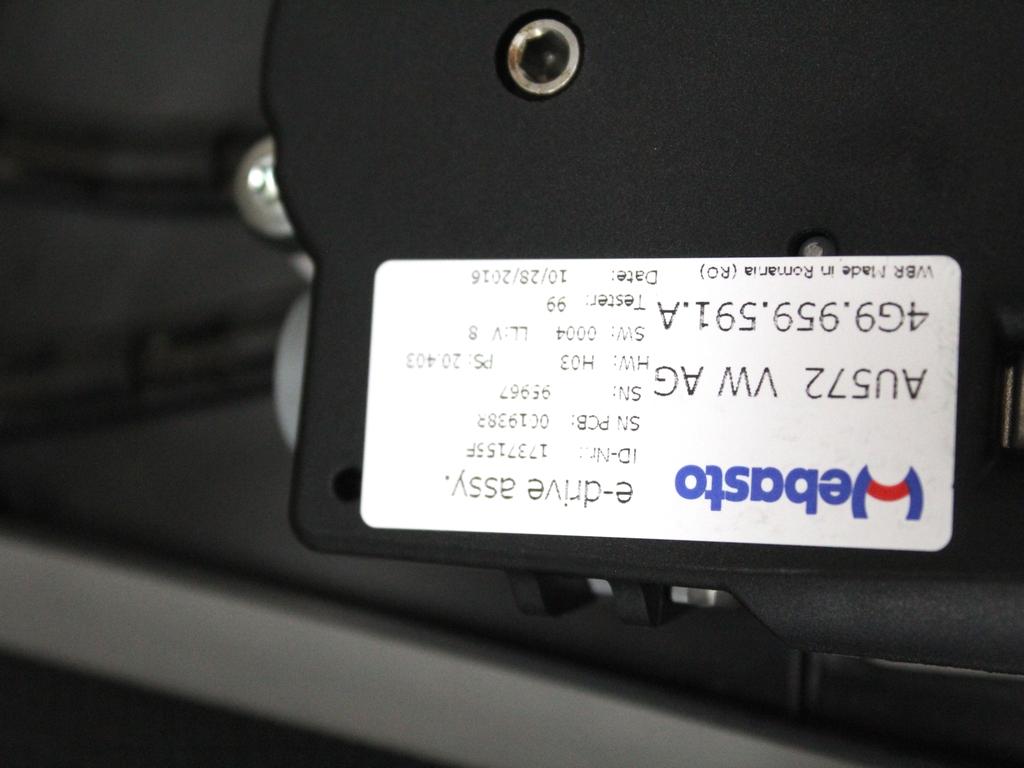 Webasto e-drive assy.
ID-Nr.: 1737155F
SN PCB: 0C1938R
AU572 VW AG SN: 95967
HW: H03 PS: 20.403
4G9.959.591.A SW: 0004 LL:V 8
Tester: 99
WBR Made in Romania (RO) Date: 10/28/2016